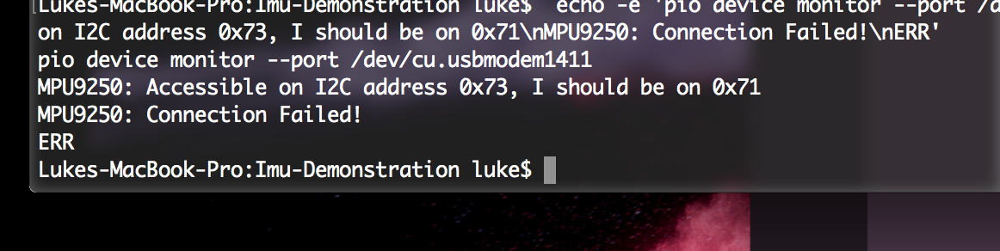 Lukes-MacBook-Pro:Imu-Demonstration luke$ echo -e 'pio device monitor --port
on I2C address 0x73, I should be on 0x71\nMPU9250: Connection Failed!\nERR'
pio device monitor --port /dev/cu.usbmodem1411
MPU9250: Accessible on I2C address 0x73, I should be on 0x71
MPU9250: Connection Failed!
ERR
Lukes-MacBook-Pro:Imu-Demonstration luke$